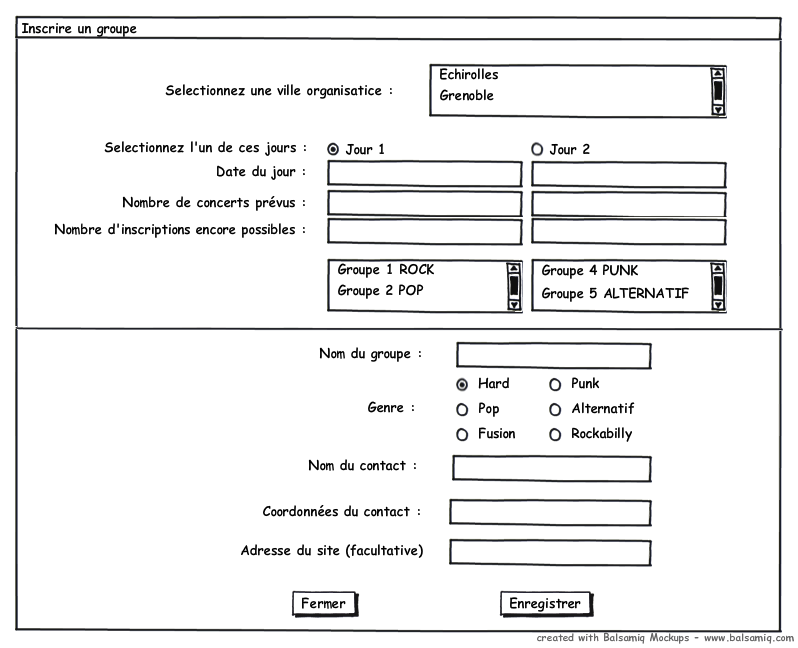 Inscrire un groupe
Selectionnez une ville organisatice :
Echirolles
Grenoble
Selectionnez l'un de ces jours : Jour 1 Jour 2
Date du jour :
Nombre de concerts prévus :
Nombre d'inscriptions encore possibles :
Groupe 1 ROCK
Groupe 2 POP
Groupe 4 PUNK
Groupe 5 ALTERNATIF
Nom du groupe :
Genre :
Hard Punk
Pop Alternatif
Fusion Rockabilly
Nom du contact :
Coordonnées du contact :
Adresse du site (facultative)
Fermer Enregistrer
created with Balsamiq Mockups - www.balsamiq.com